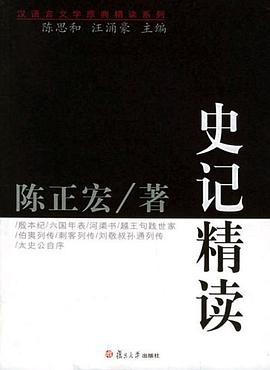 汉语言文学原典精读系列
陈思和 汪涌豪 主编
史记精读
陈正宏/著
/殷本纪/六国年表/河渠书/越王句践世家
/伯夷列传/刺客列传/刘敬叔孙通列传
/太史公自序
复旦大学出版社